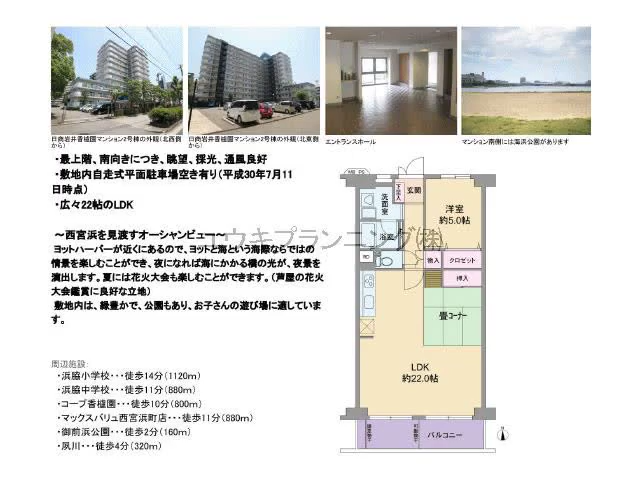 日商岩井香櫨園マンション2号棟の外観(北西側から)
日商岩井香櫨園マンション2号棟の外観(北東側から)
エントランスホール
マンション南側には海浜公園があります
・最上階、南向きにつき、眺望、採光、通風良好
・敷地内自走式平面駐車場空き有り(平成30年7月11
日時点)
・広々22帖のLDK
～西宮浜を見渡すオーシャンビュー～
ヨットハーバーが近くにあるので、ヨットと海という海際ならではの
情景を楽しむことができ、夜になれば海にかかる橋の光が、夜景を
演出します。夏には花火大会も楽しむことができます。(芦屋の花火
大会鑑賞に良好な立地)
敷地内は、緑豊かで、公園もあり、お子さんの遊び場に適していま
す。
周辺施設:
・浜脇小学校・・・徒歩14分(1120m)
・浜脇中学校・・・徒歩11分(880m)
・コープ香櫨園・・・徒歩10分(800m)
・マックスバリュ西宮浜町店・・・徒歩11分(880m)
・御前浜公園・・・徒歩2分(160m)
・夙川・・・徒歩4分(320m)
ウキプランニング(株)
MB PS
下足入
玄関
洗面室
洋室
約5.0帖
浴室
物入
クロゼット
押入
畳コーナー
LDK
約22.0帖
バルコニー